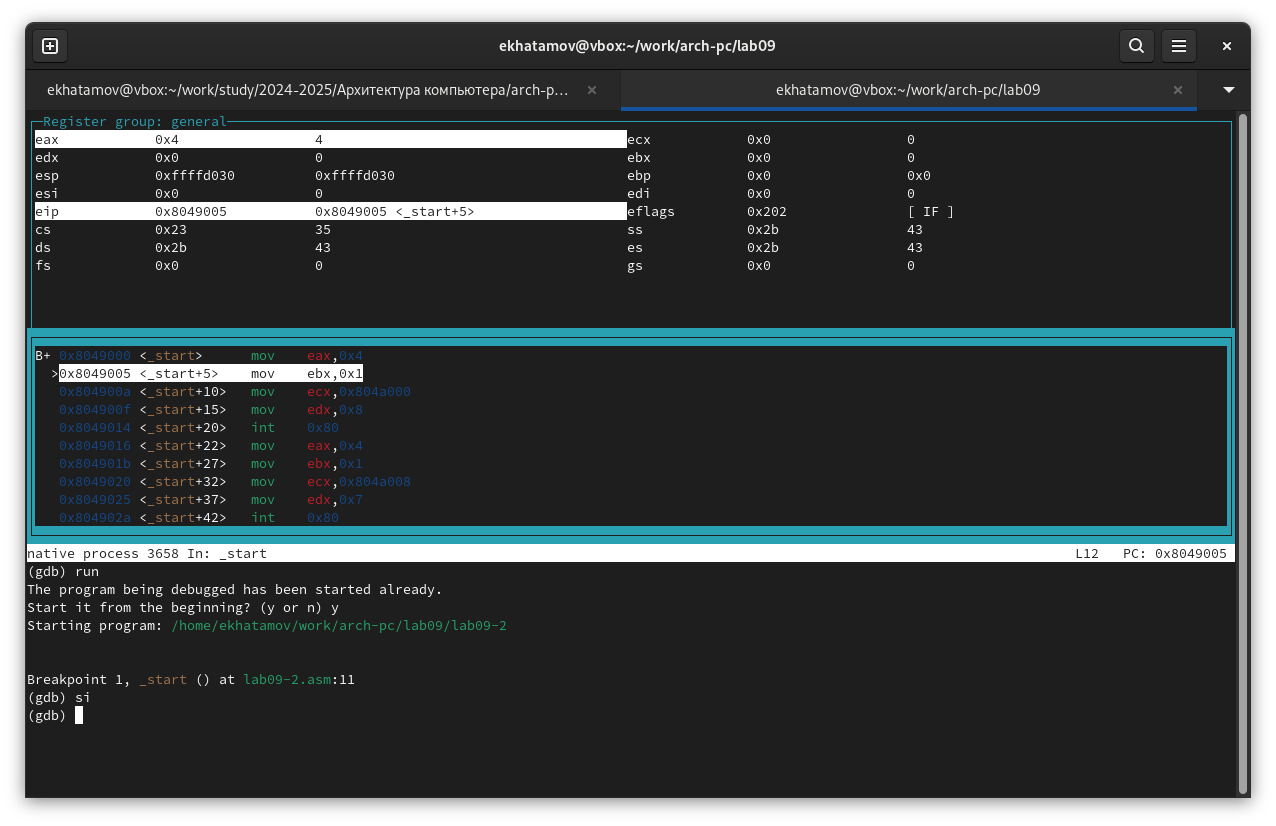 ekhatamov@vbox:~/work/arch-pc/lab09
ekhatamov@vbox:~/work/study/2024-2025/Архитектура компьютера/arch-p… × ekhatamov@vbox:~/work/arch-pc/lab09 ×
Register group: general
eax 0x4 4 ecx 0x0 0
edx 0x0 0 ebx 0x0 0
esp 0xffffd030 0xffffd030 ebp 0x0 0x0
esi 0x0 0 edi 0x0 0
eip 0x8049005 0x8049005 <_start+5> eflags 0x202 [ IF ]
cs 0x23 35 ss 0x2b 43
ds 0x2b 43 es 0x2b 43
fs 0x0 0 gs 0x0 0
B+ 0x8049000 <_start> mov eax,0x4
>0x8049005 <_start+5> mov ebx,0x1
0x804900a <_start+10> mov ecx,0x804a000
0x804900f <_start+15> mov edx,0x8
0x8049014 <_start+20> int 0x80
0x8049016 <_start+22> mov eax,0x4
0x804901b <_start+27> mov ebx,0x1
0x8049020 <_start+32> mov ecx,0x804a008
0x8049025 <_start+37> mov edx,0x7
0x804902a <_start+42> int 0x80
native process 3658 In: _start L12 PC: 0x8049005
(gdb) run
The program being debugged has been started already.
Start it from the beginning? (y or n) y
Starting program: /home/ekhatamov/work/arch-pc/lab09/lab09-2
Breakpoint 1, _start () at lab09-2.asm:11
(gdb) si
(gdb)